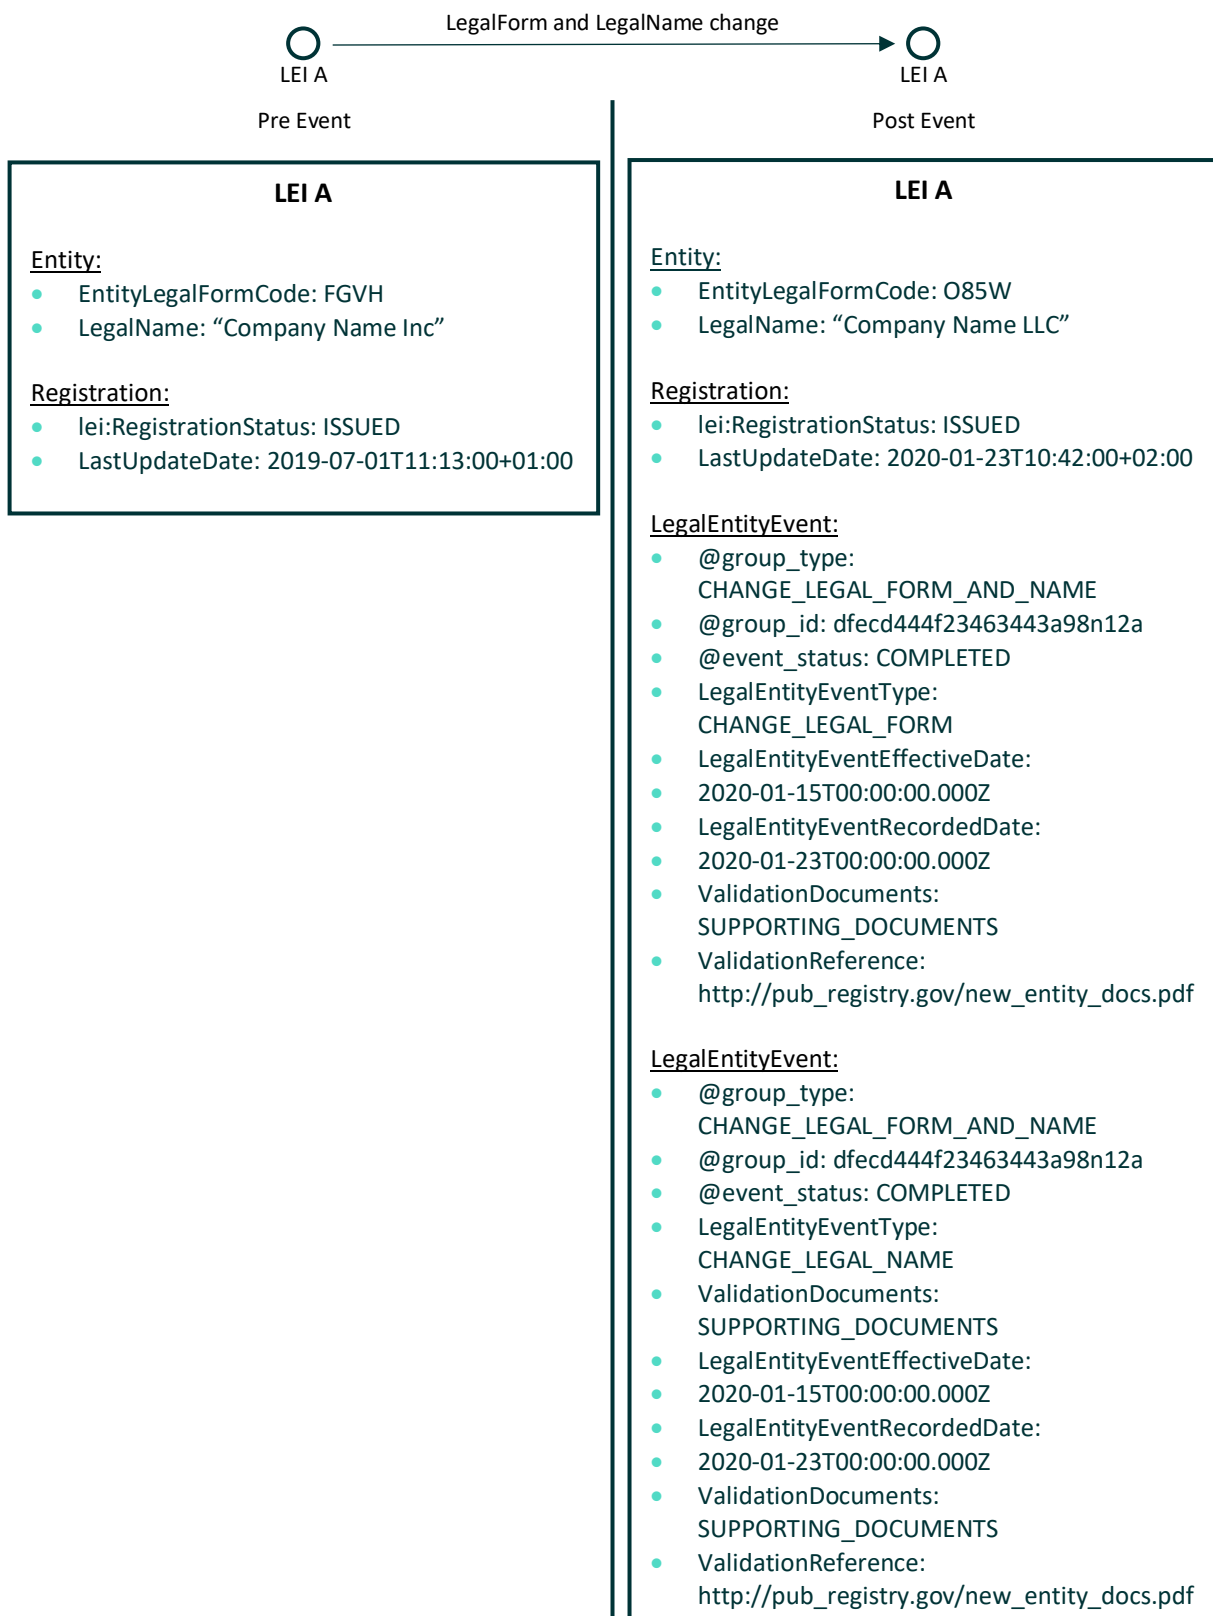 LegalForm and LegalName change
LEI A
LEI A
Pre Event
Post Event
LEI A
Entity:
• EntityLegalFormCode: FGVH
• LegalName: “Company Name Inc”
Registration:
• lei:RegistrationStatus: ISSUED
• LastUpdateDate: 2019-07-01T11:13:00+01:00
LEI A
Entity:
• EntityLegalFormCode: O85W
• LegalName: “Company Name LLC”
Registration:
• lei:RegistrationStatus: ISSUED
• LastUpdateDate: 2020-01-23T10:42:00+02:00
LegalEntityEvent:
• @group_type:
CHANGE_LEGAL_FORM_AND_NAME
• @group_id: dfecd444f23463443a98n12a
• @event_status: COMPLETED
• LegalEntityEventType:
CHANGE_LEGAL_FORM
• LegalEntityEventEffectiveDate:
• 2020-01-15T00:00:00.000Z
• LegalEntityEventRecordedDate:
• 2020-01-23T00:00:00.000Z
• ValidationDocuments:
SUPPORTING_DOCUMENTS
• ValidationReference:
http://pub_registry.gov/new_entity_docs.pdf
LegalEntityEvent:
• @group_type:
CHANGE_LEGAL_FORM_AND_NAME
• @group_id: dfecd444f23463443a98n12a
• @event_status: COMPLETED
• LegalEntityEventType:
CHANGE_LEGAL_NAME
• ValidationDocuments:
SUPPORTING_DOCUMENTS
• LegalEntityEventEffectiveDate:
• 2020-01-15T00:00:00.000Z
• LegalEntityEventRecordedDate:
• 2020-01-23T00:00:00.000Z
• ValidationDocuments:
SUPPORTING_DOCUMENTS
• ValidationReference:
http://pub_registry.gov/new_entity_docs.pdf